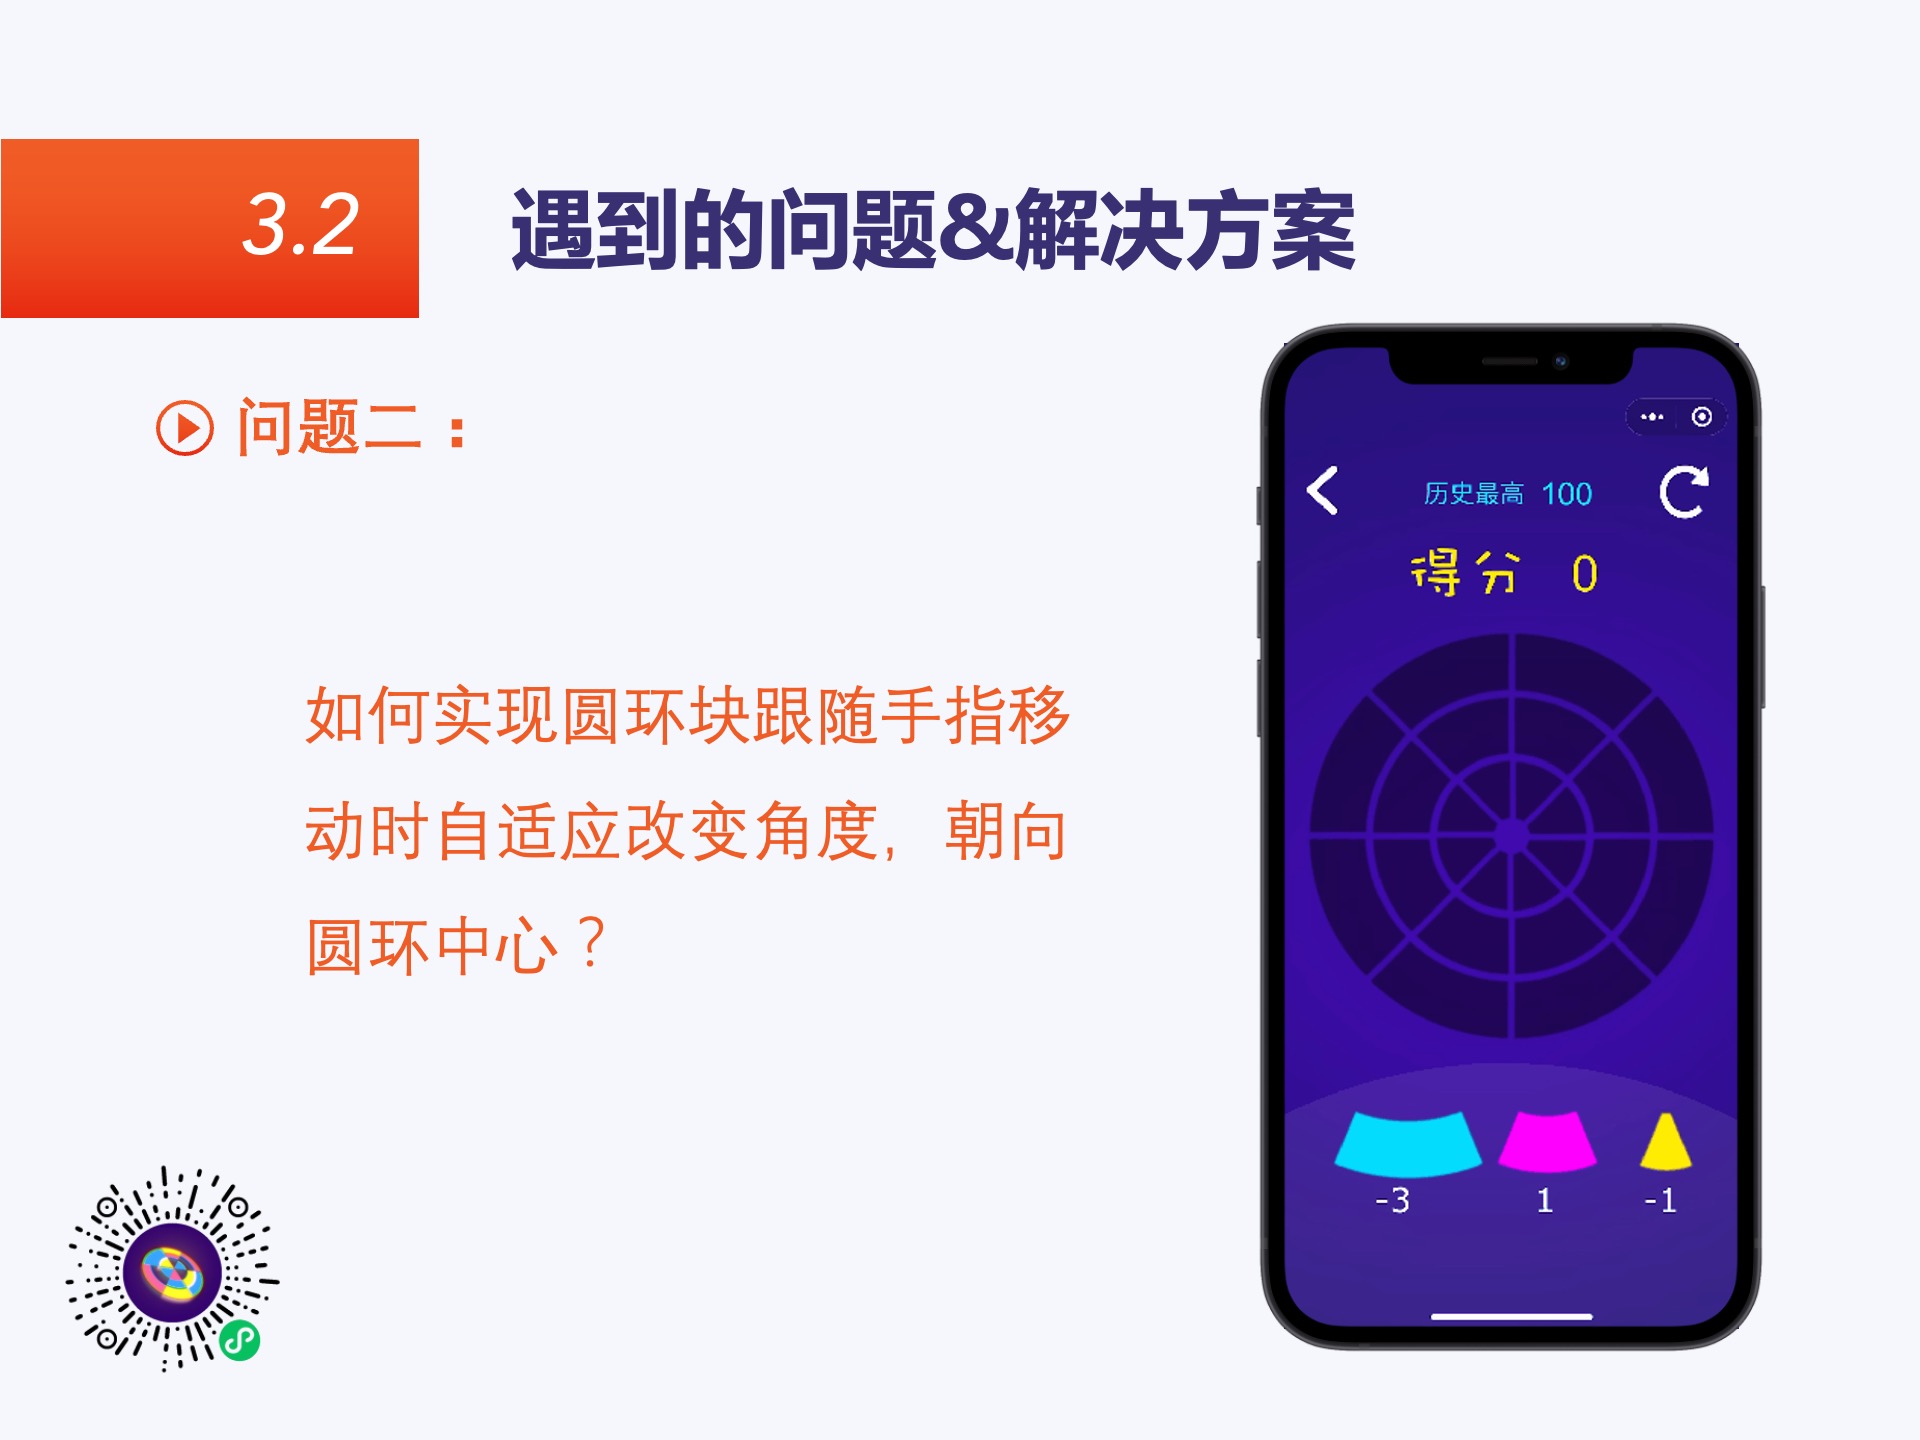 3.2
遇到的问题&解决方案
问题二：
如何实现圆环块跟随手指移
动时自适应改变角度，朝向
圆环中心？
历史最高 100
得分 0
-3 1 -1